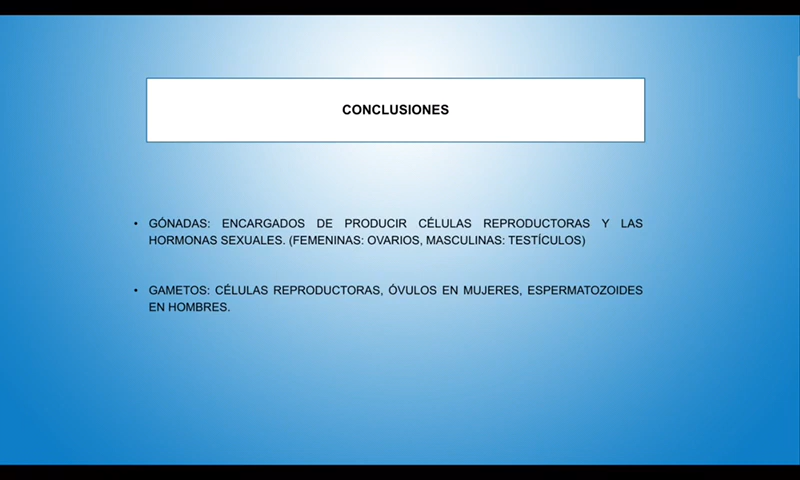 CONCLUSIONES
• GÓNADAS: ENCARGADOS DE PRODUCIR CÉLULAS REPRODUCTORAS Y LAS
HORMONAS SEXUALES. (FEMENINAS: OVARIOS, MASCULINAS: TESTÍCULOS)
• GAMETOS: CÉLULAS REPRODUCTORAS, ÓVULOS EN MUJERES, ESPERMATOZOIDES
EN HOMBRES.